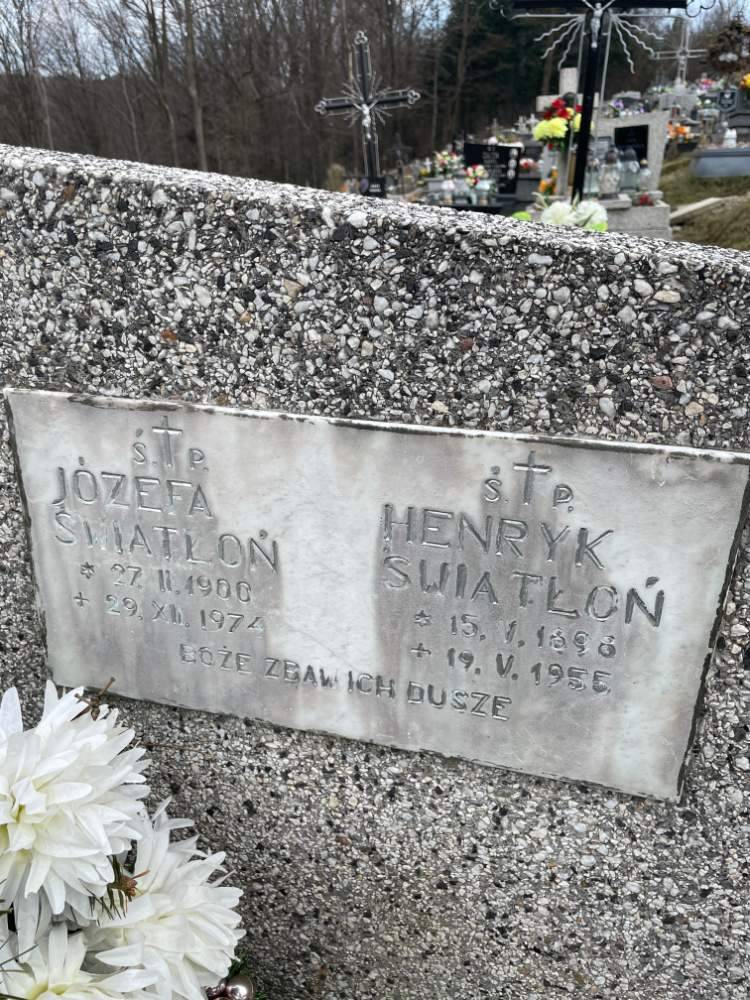 Ś. P.
JÓZEFA
ŚWIATŁOŃ
* 27. II. 1900
+ 29. XII. 1974
Ś. P.
HENRYK
ŚWIATŁOŃ
* 15. V. 1896
+ 19. V. 1955
BOŻE ZBAW ICH DUSZE